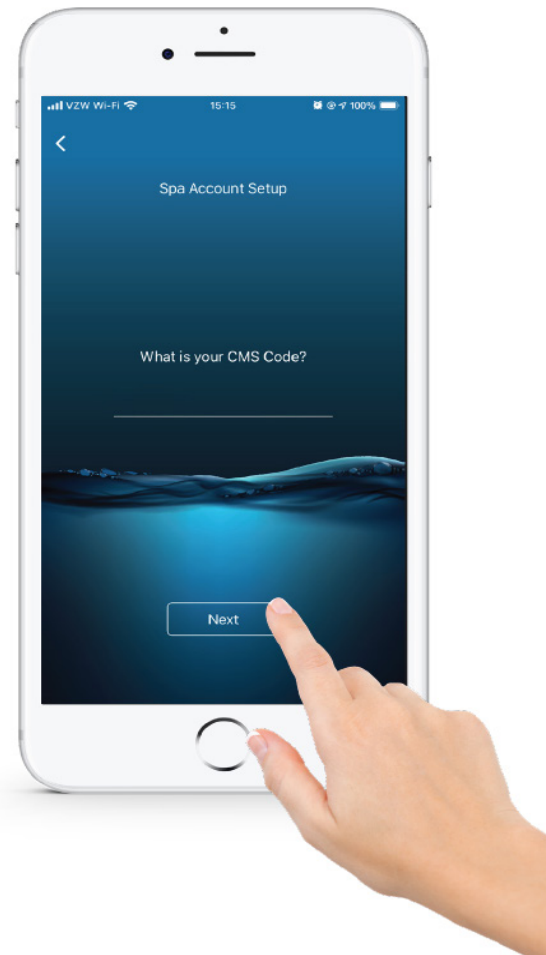 VZW Wi-Fi 15:15 100%
Spa Account Setup
What is your CMS Code?
Next